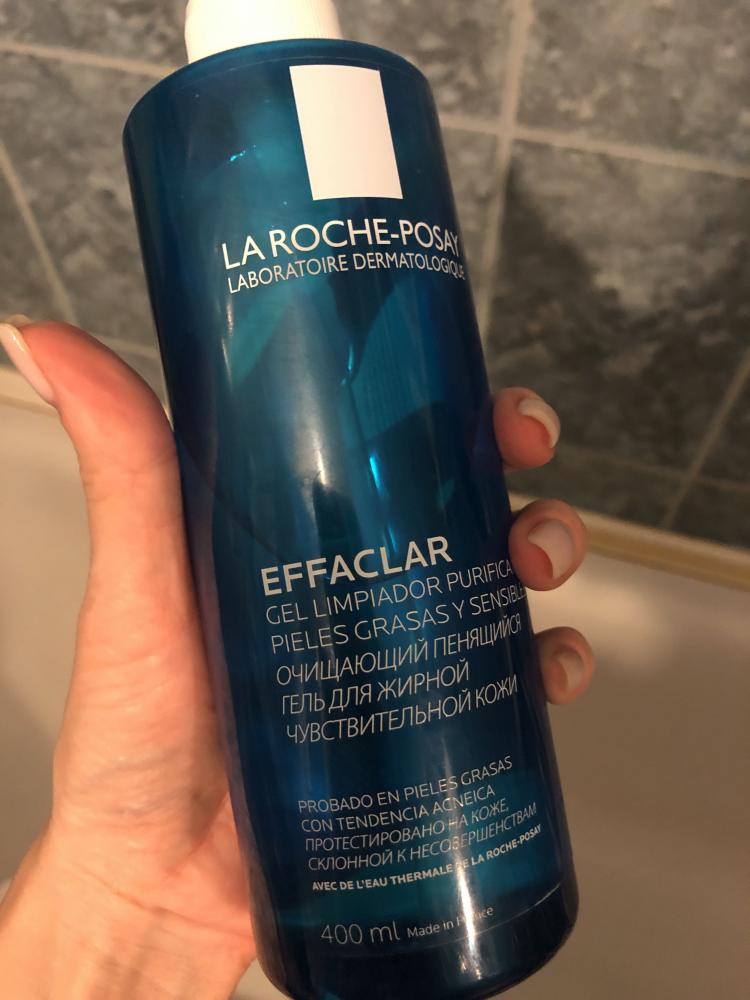 LA ROCHE-POSAY
LABORATOIRE DERMATOLOGIQUE
EFFACLAR
GEL LIMPIADOR
PIELES GRASAS Y
ОЧИЩАЮЩИЙ ПЕНЯЩИЙСЯ
ГЕЛЬ ДЛЯ ЖИРНОЙ
ЧУВСТВИТЕЛЬНОЙ КОЖИ
PROBADO EN PIELES GRASAS
CON TENDENCIA ACNEICA
ПРОТЕСТИРОВАНО НА КОЖЕ,
СКЛОННОЙ К НЕСОВЕРШЕНСТВАМ
AVEC DE L'EAU THERMALE DE LA ROCHE-POSAY
400 ml Made in France